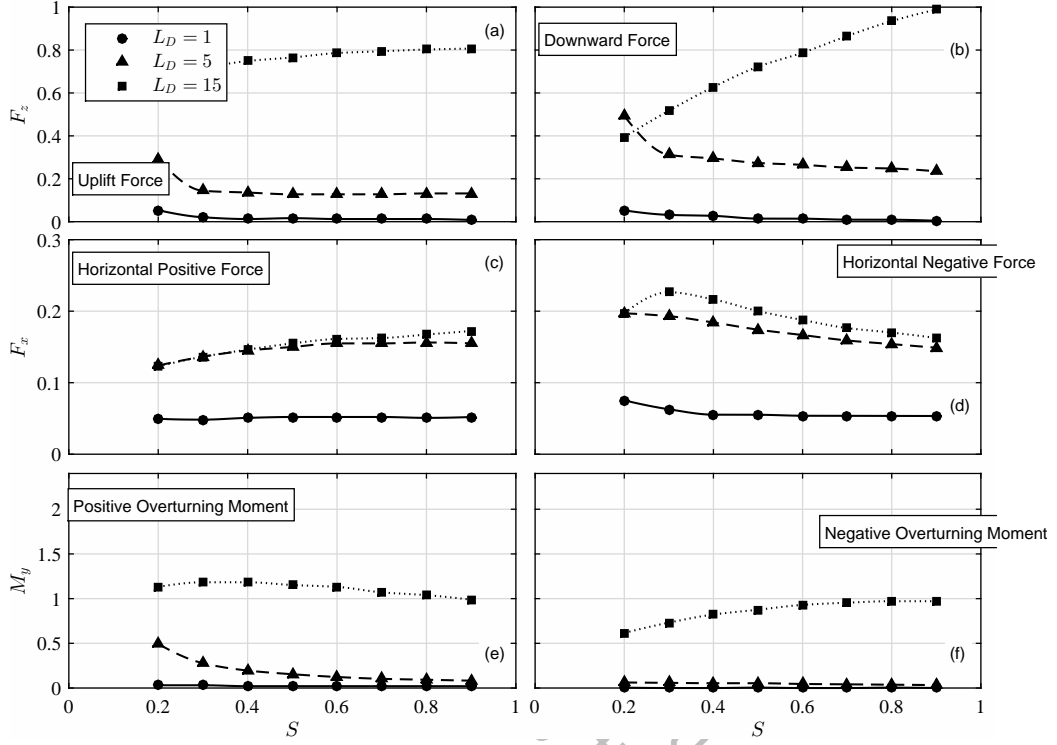 (a)
L_D = 1
L_D = 5
L_D = 15
Uplift Force
F_z
1
0.8
0.6
0.4
0.2
0
Downward Force
(b)
Horizontal Positive Force
(c)
F_x
0.3
0.2
0.1
0
Horizontal Negative Force
(d)
Positive Overturning Moment
(e)
M_y
2
1.5
1
0.5
0
0 0.2 0.4 0.6 0.8 1
S
Negative Overturning Moment
(f)
0 0.2 0.4 0.6 0.8 1
S